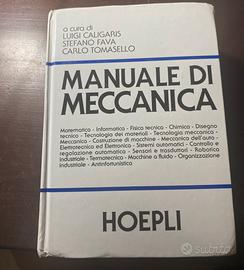 a cura di
LUIGI CALIGARIS
STEFANO FAVA
CARLO TOMASELLO
MANUALE DI
MECCANICA
Matematica - Informatica - Fisica tecnica - Chimica - Disegno
tecnico - Tecnologia dei materiali - Tecnologia meccanica -
Meccanica - Costruzione di macchine - Meccanica dell'auto -
Elettrotecnica ed Elettronica - Sistemi automatici - Controllo e
regolazione automatica - Sensori e trasduttori - Robotica
industriale - Termotecnica - Macchine a fluido - Organizzazione
industriale - Antinfortunistica
HOEPLI
subito